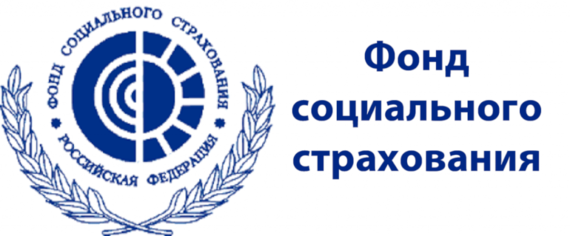 ФОНД СОЦИАЛЬНОГО СТРАХОВАНИЯ
РОССИЙСКАЯ ФЕДЕРАЦИЯ
Фонд
социального
страхования